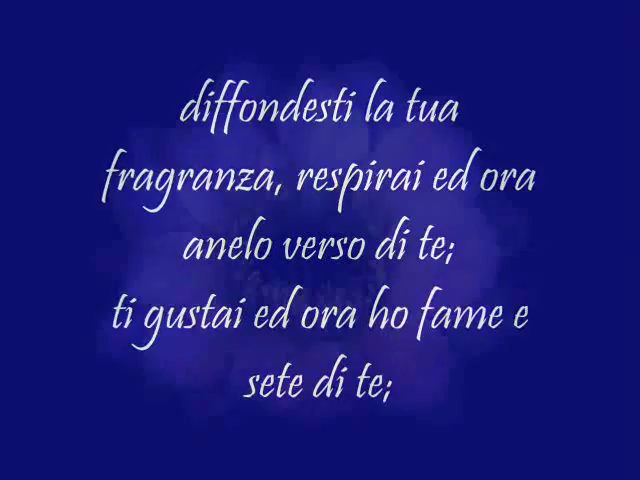 diffondesti la tua
fragranza, respirai ed ora
anelo verso di te;
ti gustai ed ora ho fame e
sete di te;